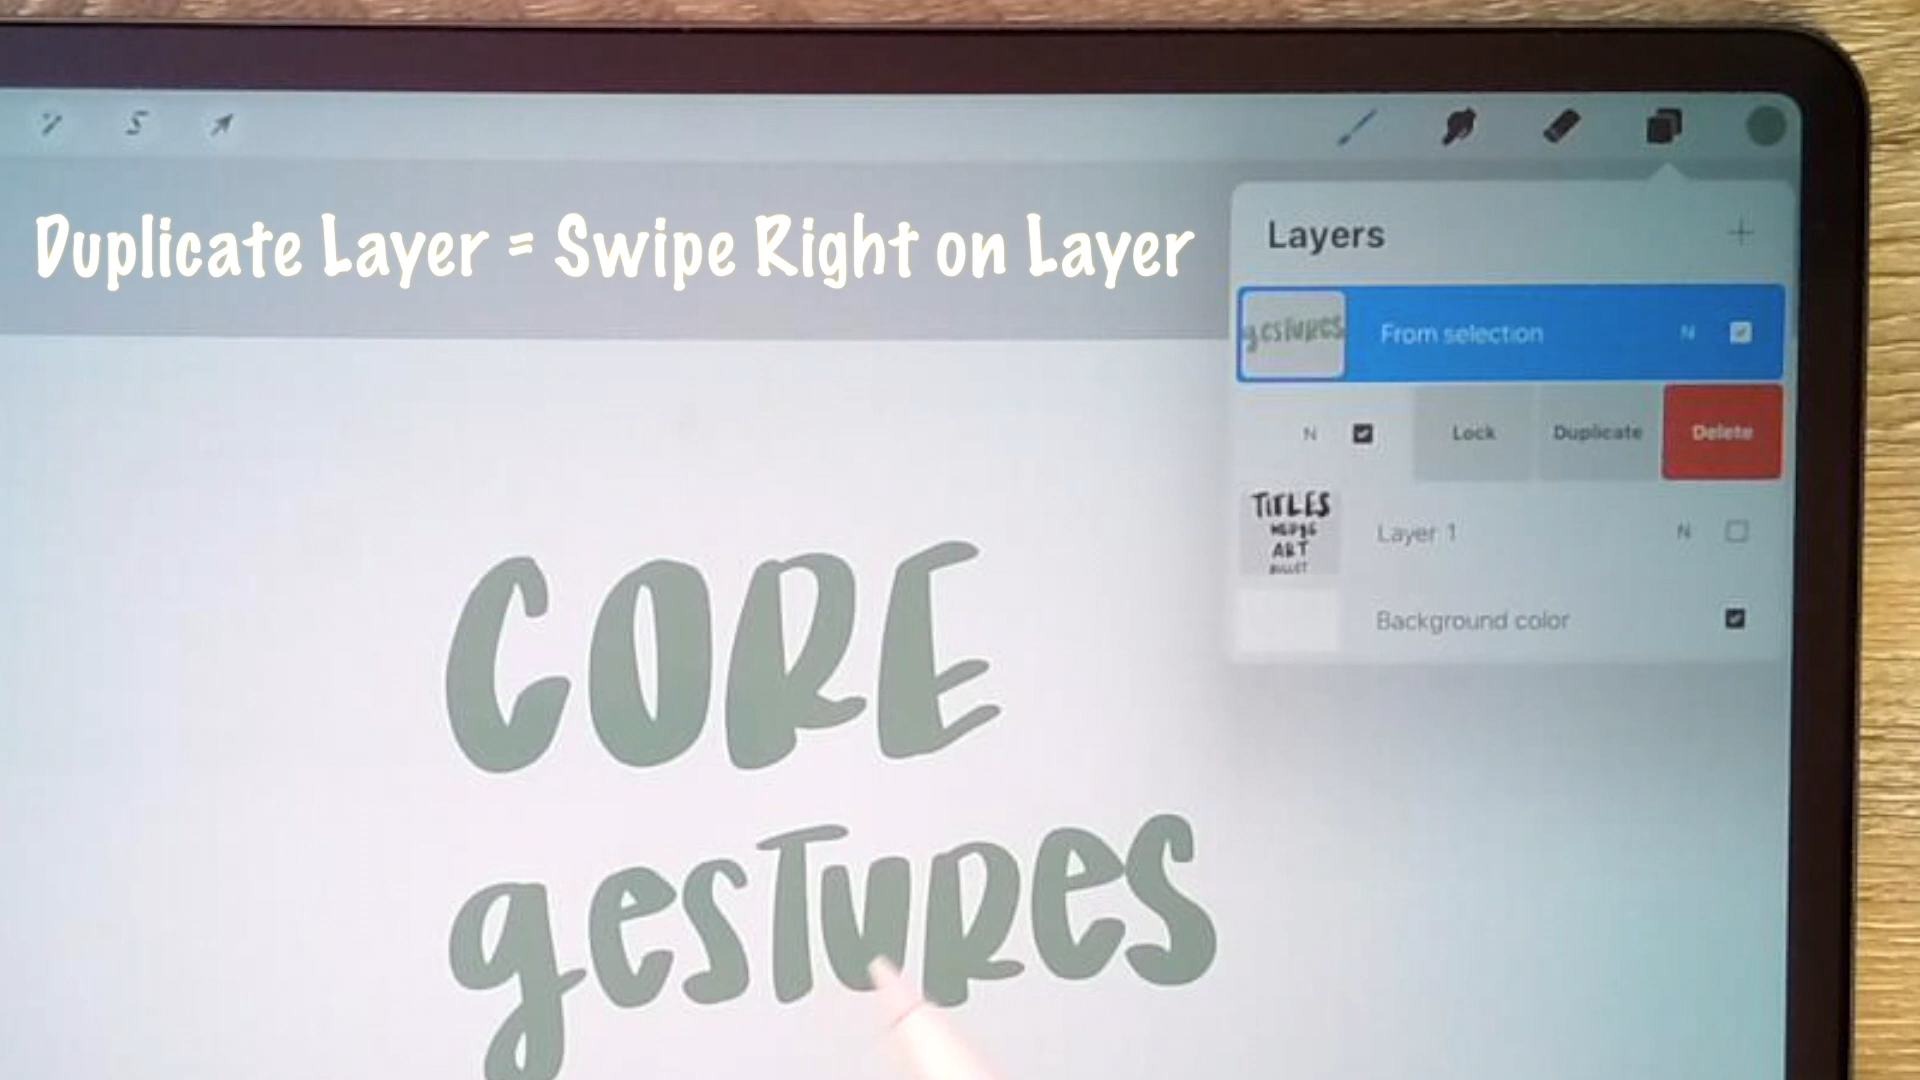 Duplicate Layer = Swipe Right on Layer
Layers
gestures
From selection N
N Lock Duplicate Delete
TITLES
ART
BULLET
Layer 1 N
Background color
CORE
gestures